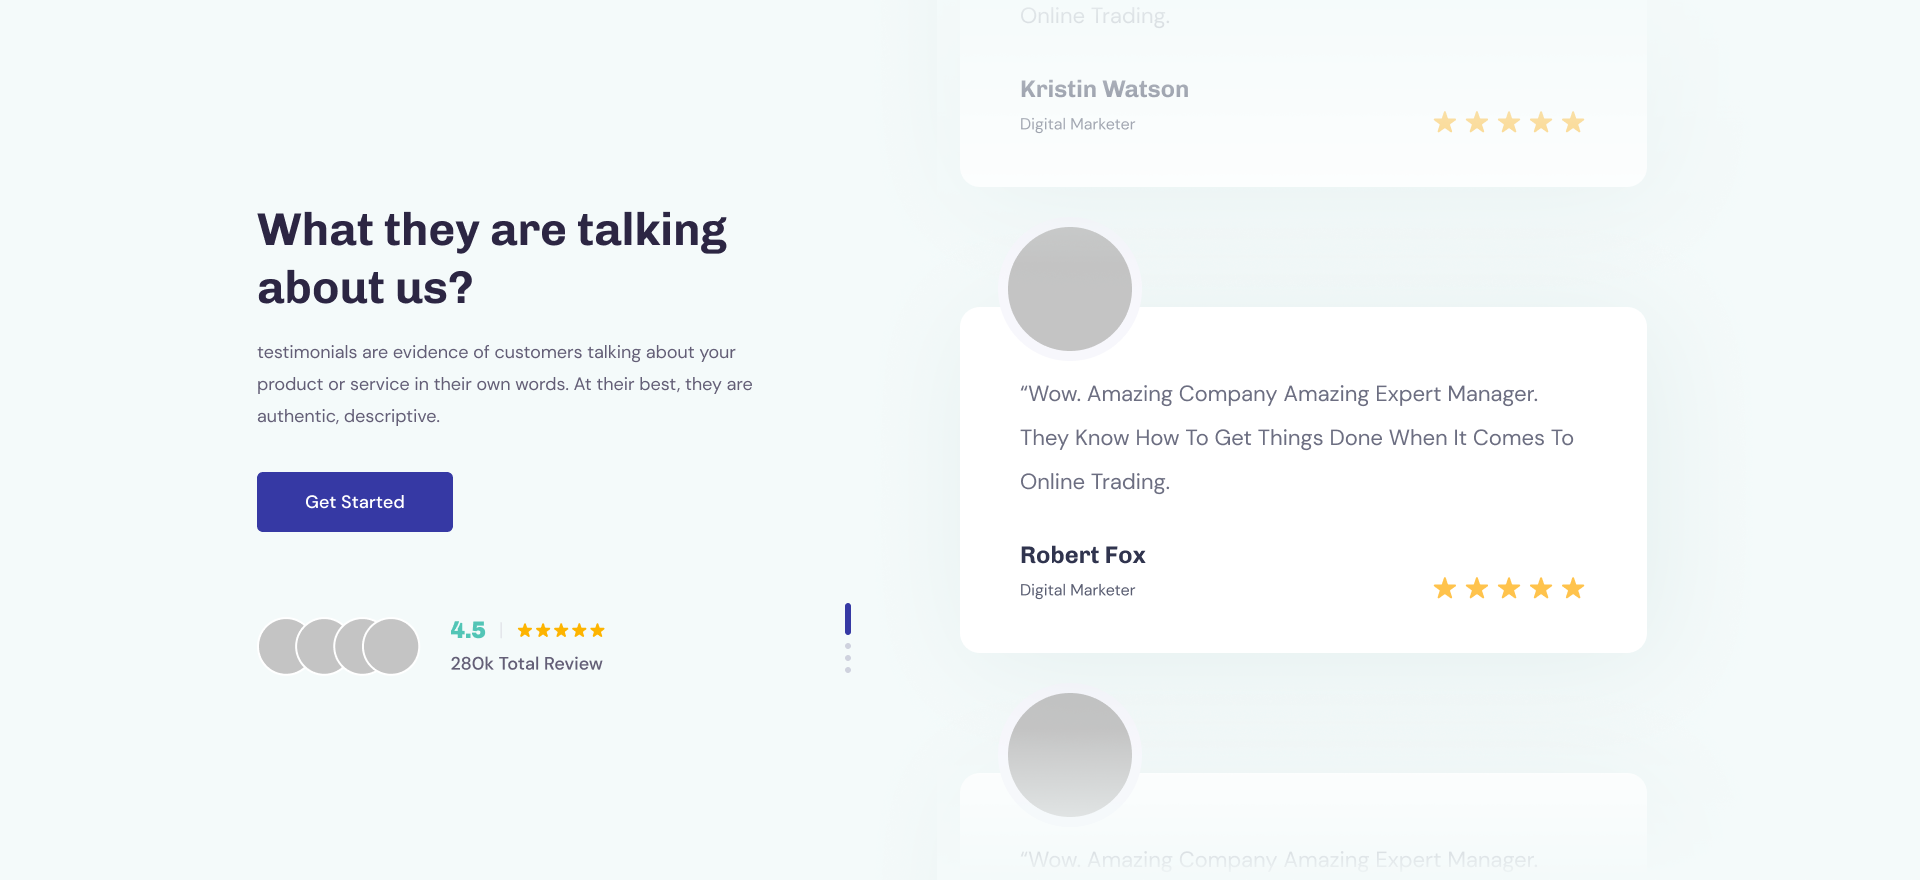 What they are talking
about us?
testimonials are evidence of customers talking about your
product or service in their own words. At their best, they are
authentic, descriptive.
Get Started
4.5
280k Total Review
Online Trading.
Kristin Watson
Digital Marketer
“Wow. Amazing Company Amazing Expert Manager.
They Know How To Get Things Done When It Comes To
Online Trading.
Robert Fox
Digital Marketer
“Wow. Amazing Company Amazing Expert Manager.